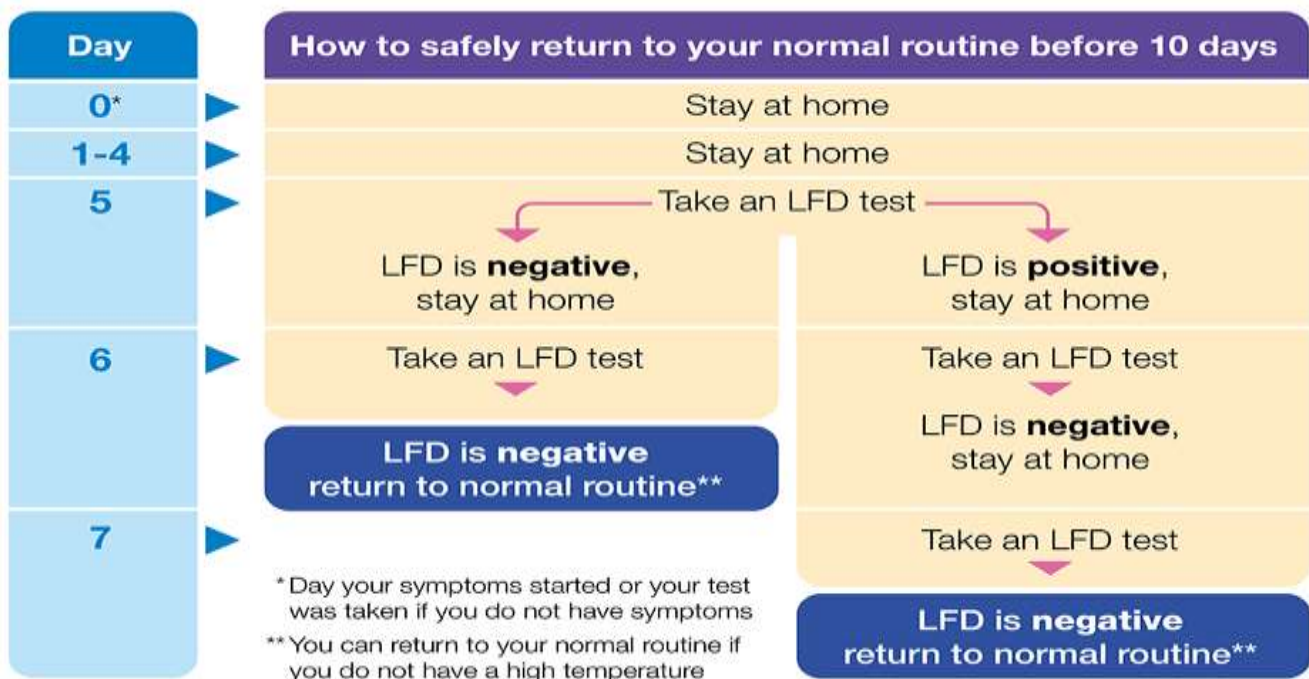 Day
How to safely return to your normal routine before 10 days
0*
Stay at home
1-4
Stay at home
5
Take an LFD test
LFD is negative,
stay at home
LFD is positive,
stay at home
6
Take an LFD test
LFD is negative
return to normal routine**
Take an LFD test
LFD is negative,
stay at home
7
Take an LFD test
LFD is negative
return to normal routine**
* Day your symptoms started or your test
was taken if you do not have symptoms
** You can return to your normal routine if
you do not have a high temperature